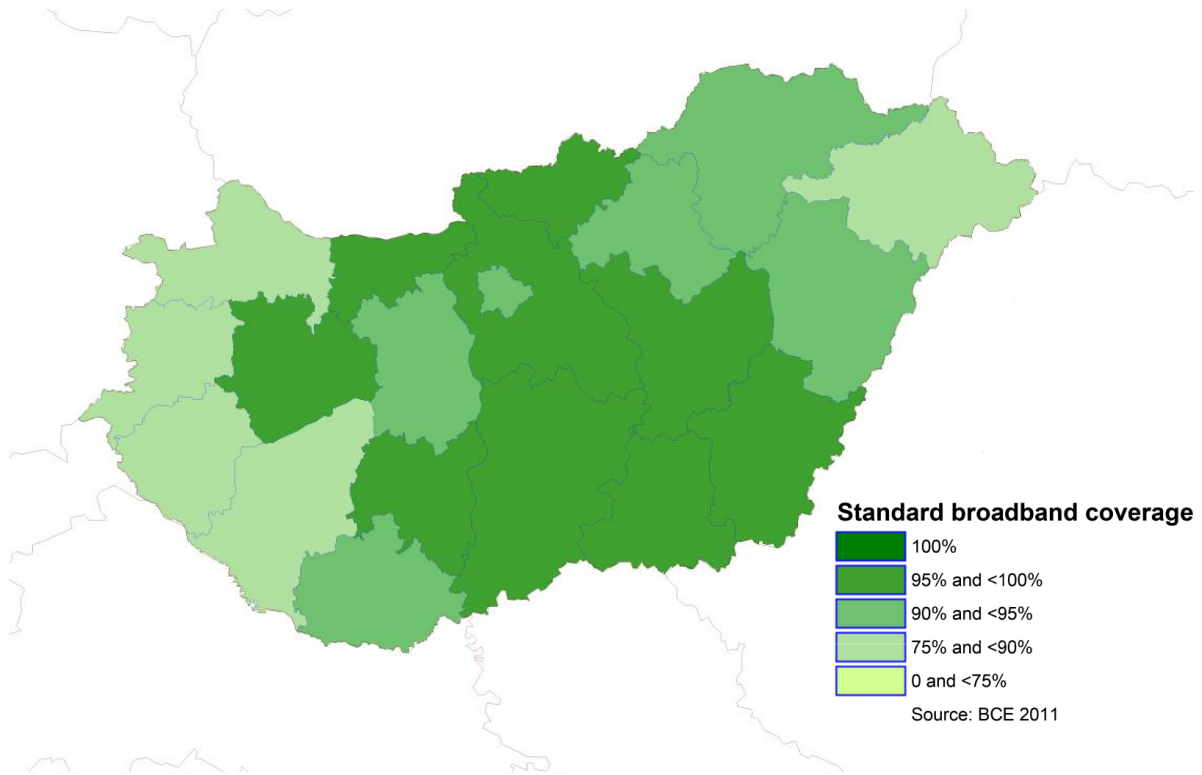 Standard broadband coverage
100%
95% and <100%
90% and <95%
75% and <90%
0 and <75%
Source: BCE 2011